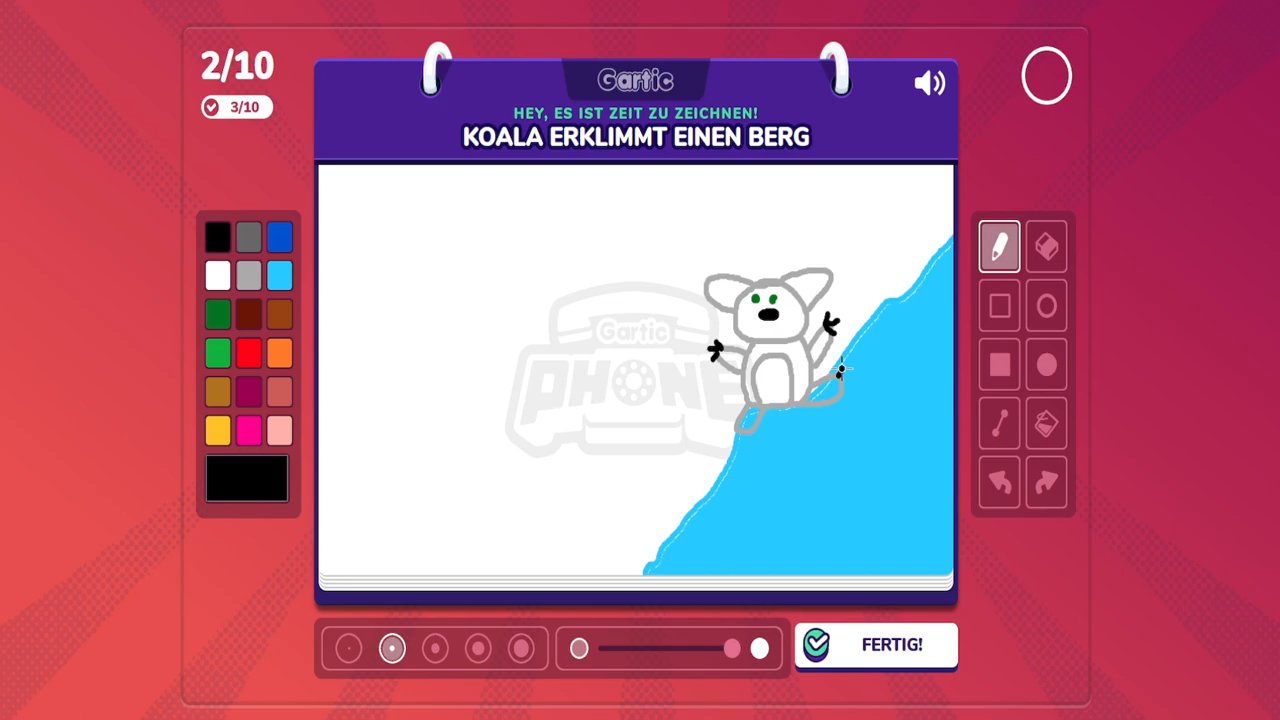 2/10
3/10
Gartic
HEY, ES IST ZEIT ZU ZEICHNEN!
KOALA ERKLIMMT EINEN BERG
Gartic
PHONE
FERTIG!